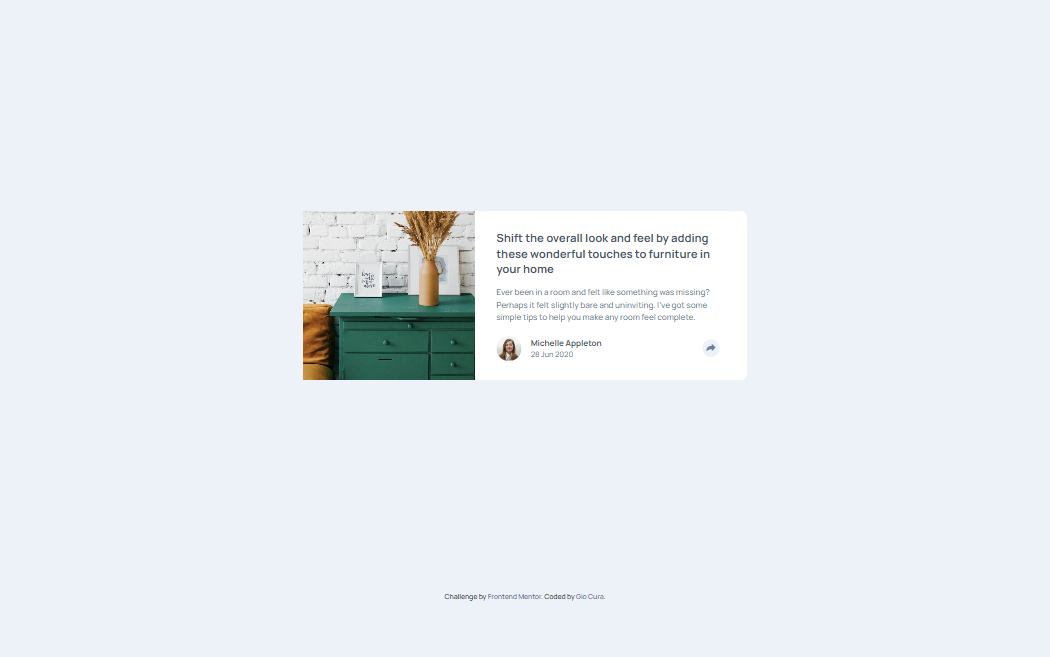 Shift the overall look and feel by adding
these wonderful touches to furniture in
your home
Ever been in a room and felt like something was missing?
Perhaps it felt slightly bare and uninviting. I've got some
simple tips to help you make any room feel complete.
Michelle Appleton
28 Jun 2020
Challenge by Frontend Mentor. Coded by Gio Cura.